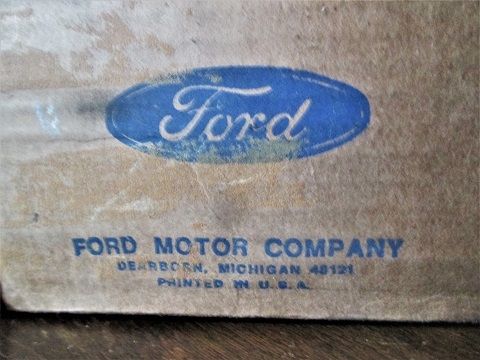 Ford
FORD MOTOR COMPANY
DEARBORN, MICHIGAN 48121
PRINTED IN U.S.A.